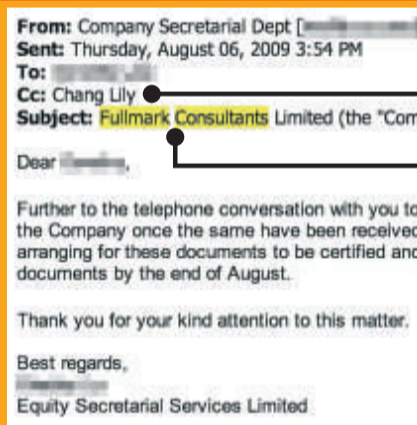 From: Company Secretarial Dept [
Sent: Thursday, August 06, 2009 3:54 PM
To:
Cc: Chang Lily
Subject: Fullmark Consultants Limited (the "Com
Dear ,
Further to the telephone conversation with you to
the Company once the same have been received
arranging for these documents to be certified and
documents by the end of August.
Thank you for your kind attention to this matter.
Best regards,
Equity Secretarial Services Limited